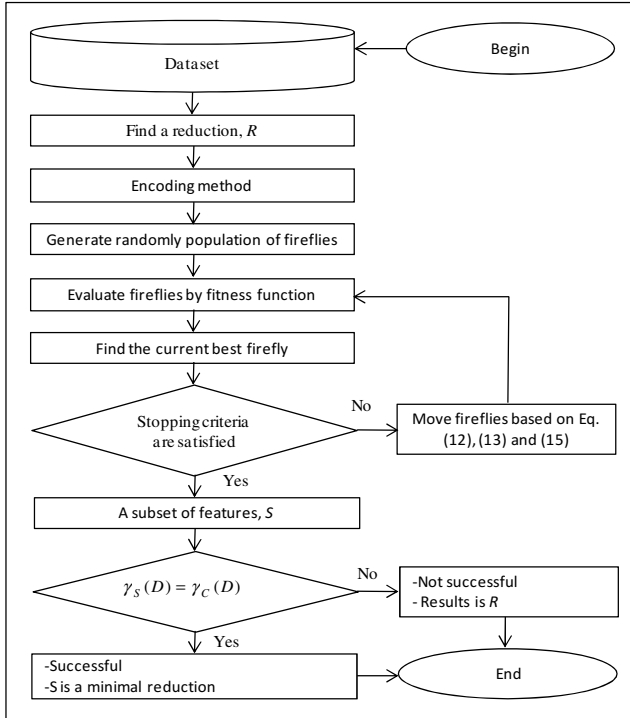 Begin
Dataset
Find a reduction, R
Encoding method
Generate randomly population of fireflies
Evaluate fireflies by fitness function
Find the current best firefly
Stopping criteria
are satisfied
No
Move fireflies based on Eq.
(12), (13) and (15)
Yes
A subset of features, S
γ_S(D) = γ_C(D)
No
-Not successful
- Results is R
Yes
-Successful
-S is a minimal reduction
End